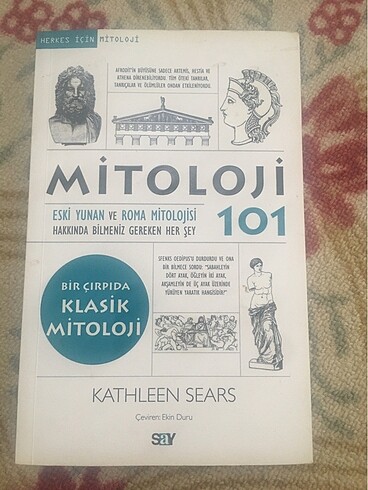 HERKES İÇİN MİTOLOJİ
AFRODİT'İN BÜYÜSÜNE SADECE ARTEMİS, HESTİA VE
ATHENA DİRENEBİLİYORDU. TÜM ÖTEKİ TANRILAR,
TANRIÇALAR VE ÖLÜMLÜLER ONDAN ETKİLENİYORDU.
MİTOLOJİ
ESKİ YUNAN VE ROMA MİTOLOJİSİ
HAKKINDA BİLMENİZ GEREKEN HER ŞEY
101
SFENKS OEDİPUS'U DURDURDU VE ONA
BİR BİLMECE SORDU: "SABAHLEYİN
DÖRT AYAK, ÖĞLEYİN İKİ AYAK,
AKŞAMLEYİN DE ÜÇ AYAK ÜZERİNDE
YÜRÜYEN YARATIK HANGİSİDİR?"
BİR ÇIRPIDA
KLASİK
MİTOLOJİ
KATHLEEN SEARS
Çeviren: Ekin Duru
say